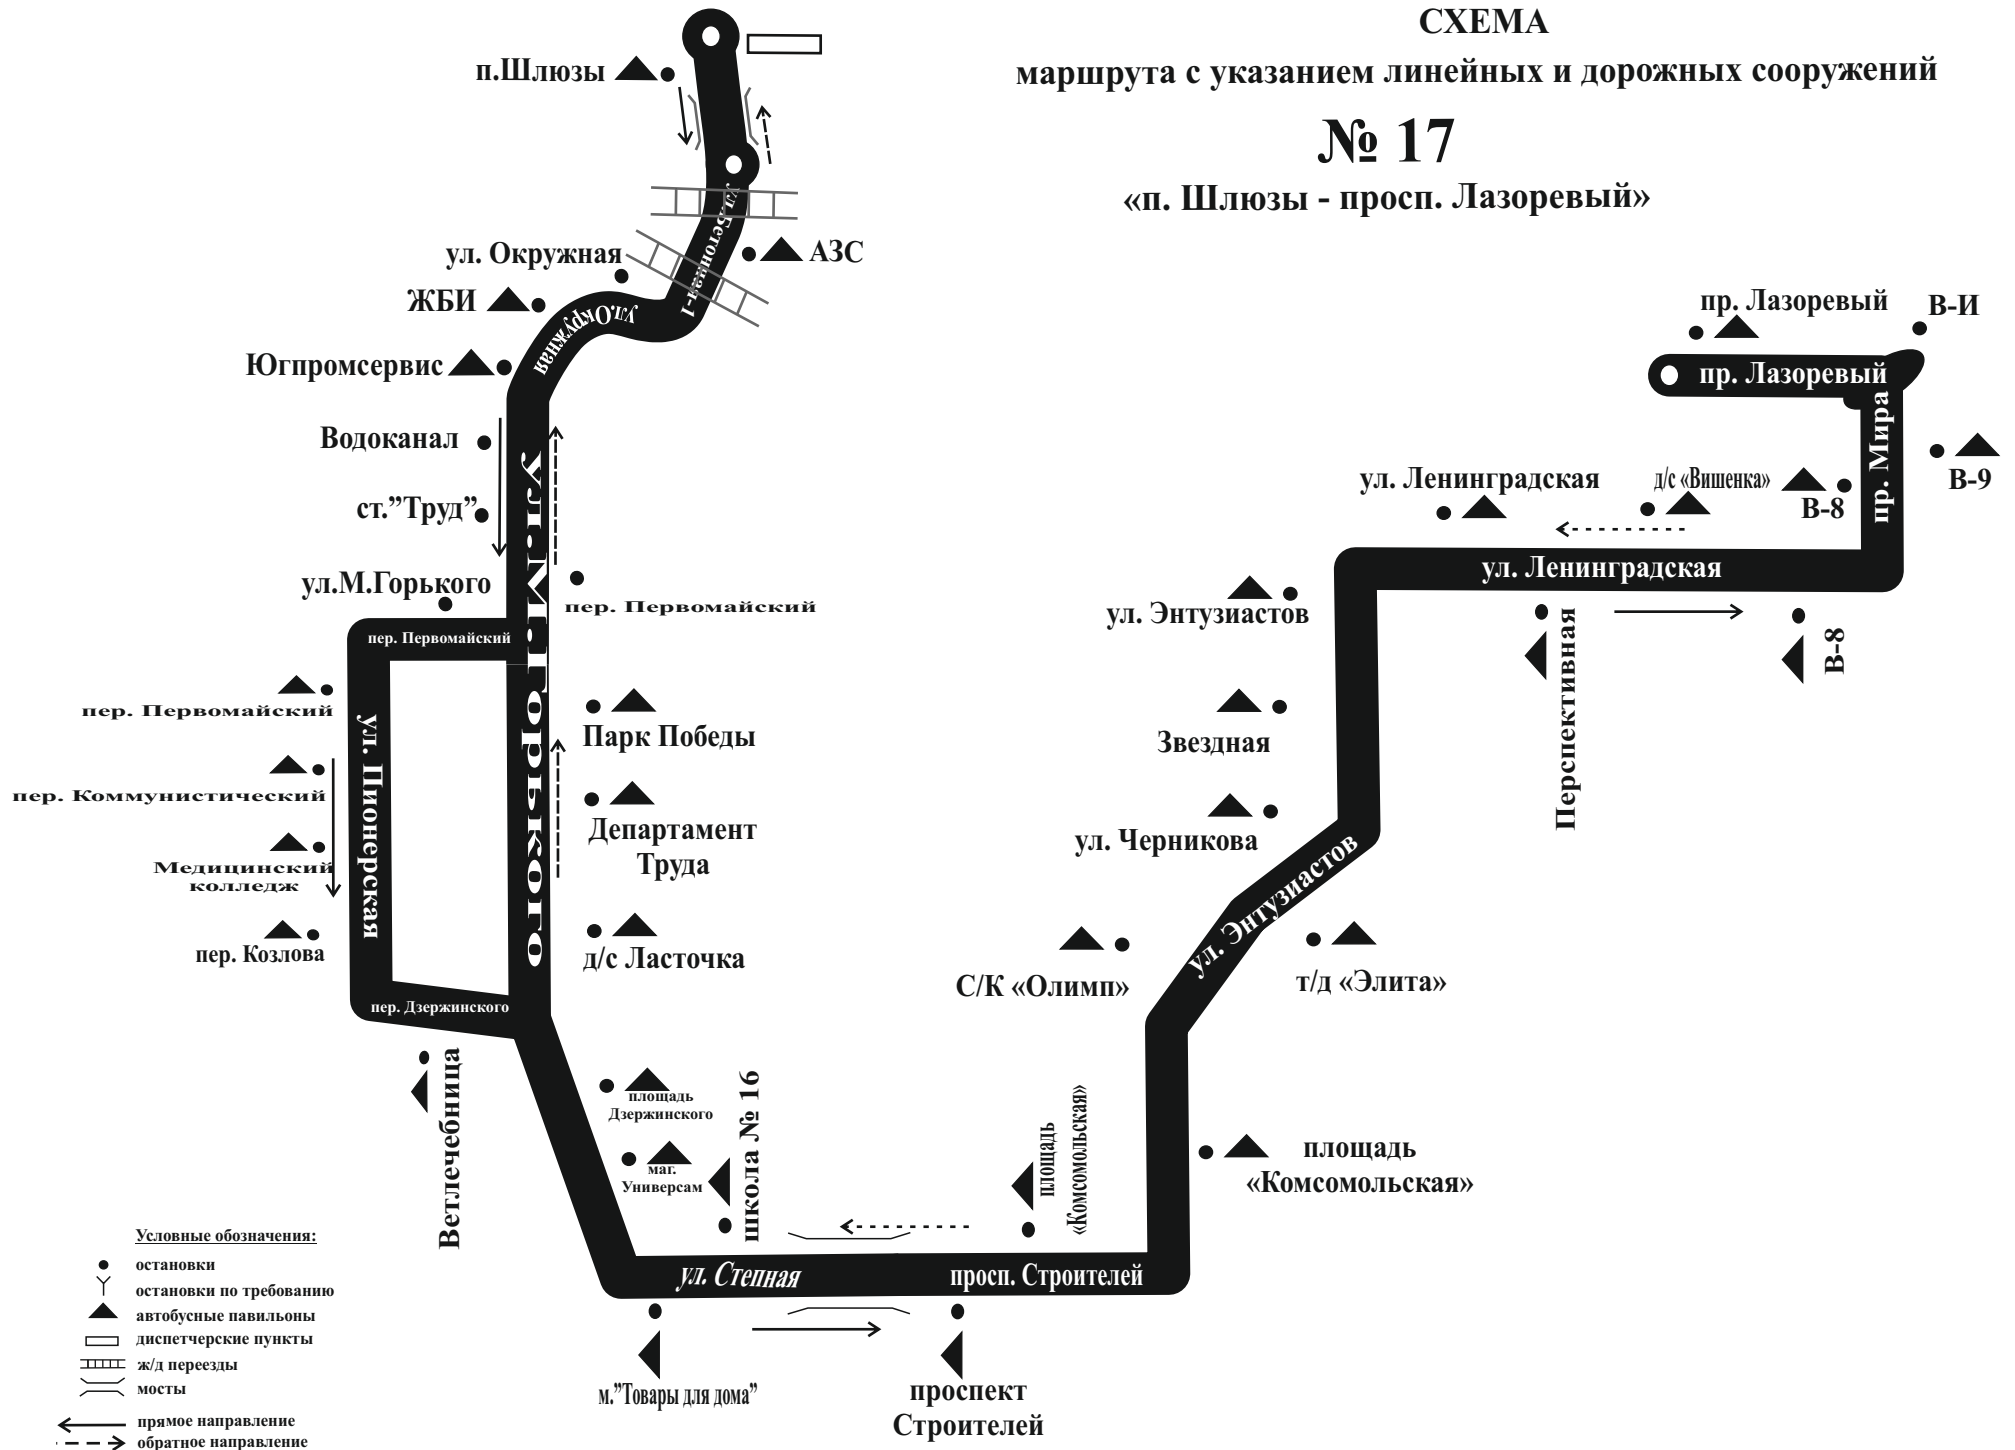 СХЕМА
маршрута с указанием линейных и дорожных сооружений
№ 17
«п. Шлюзы - просп. Лазоревый»
п.Шлюзы
ул.Бетонная-1
АЗС
ул. Окружная
ЖБИ
ул.Окружная
Югпромсервис
Водоканал
ст.”Труд”
ул.М.Горького
ул.М.Горького
пер. Первомайский
пер. Первомайский
пер. Первомайский
Парк Победы
ул. Пионерская
пер. Коммунистический
Департамент
Труда
Медицинский
колледж
пер. Козлова
д/с Ласточка
пер. Дзержинского
Ветлечебница
площадь
Дзержинского
маг.
Универсам
школа № 16
ул. Степная
м.”Товары для дома”
площадь
«Комсомольская»
просп. Строителей
проспект
Строителей
площадь
«Комсомольская»
С/К «Олимп»
т/д «Элита»
ул. Энтузиастов
ул. Черникова
Звездная
ул. Энтузиастов
ул. Ленинградская
д/с «Вишенка»
В-8
ул. Ленинградская
Перспективная
В-8
пр. Мира
В-9
пр. Лазоревый
В-И
пр. Лазоревый
Условные обозначения:
остановки
остановки по требованию
автобусные павильоны
диспетчерские пункты
ж/д переезды
мосты
прямое направление
обратное направление